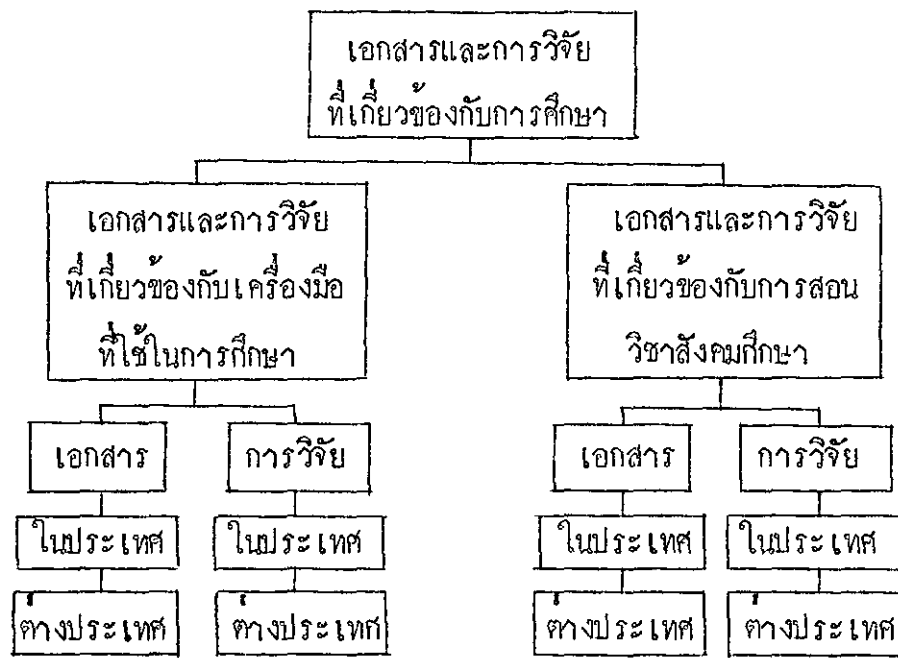 เอกสารและการวิจัย
ที่เกี่ยวข้องกับการศึกษา
เอกสารและการวิจัย
ที่เกี่ยวข้องกับเครื่องมือ
ที่ใช้ในการศึกษา
เอกสารและการวิจัย
ที่เกี่ยวข้องกับการสอน
วิชาสังคมศึกษา
เอกสาร
การวิจัย
เอกสาร
การวิจัย
ในประเทศ
ในประเทศ
ในประเทศ
ในประเทศ
ต่างประเทศ
ต่างประเทศ
ต่างประเทศ
ต่างประเทศ